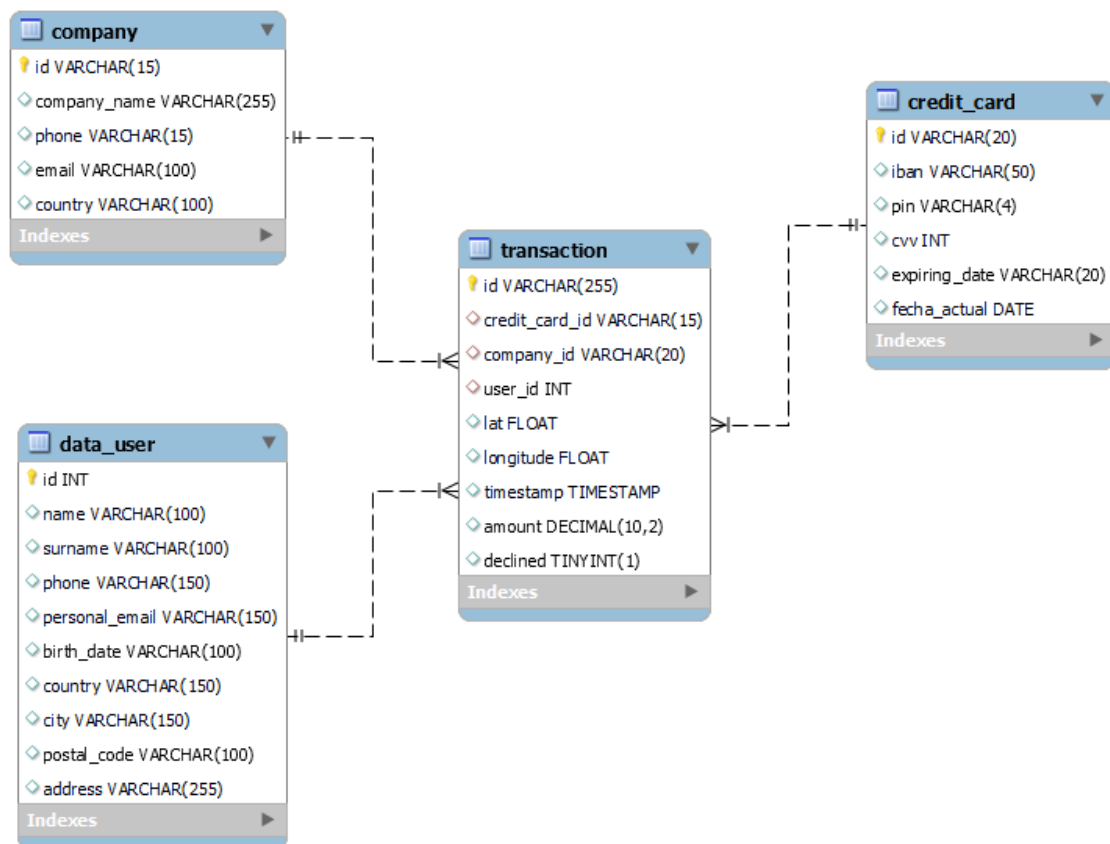 company
id VARCHAR(15)
company_name VARCHAR(255)
phone VARCHAR(15)
email VARCHAR(100)
country VARCHAR(100)
Indexes
credit_card
id VARCHAR(20)
iban VARCHAR(50)
pin VARCHAR(4)
cvv INT
expiring_date VARCHAR(20)
fecha_actual DATE
Indexes
transaction
id VARCHAR(255)
credit_card_id VARCHAR(15)
company_id VARCHAR(20)
user_id INT
lat FLOAT
longitude FLOAT
timestamp TIMESTAMP
amount DECIMAL(10,2)
declined TINYINT(1)
Indexes
data_user
id INT
name VARCHAR(100)
surname VARCHAR(100)
phone VARCHAR(150)
personal_email VARCHAR(150)
birth_date VARCHAR(100)
country VARCHAR(150)
city VARCHAR(150)
postal_code VARCHAR(100)
address VARCHAR(255)
Indexes